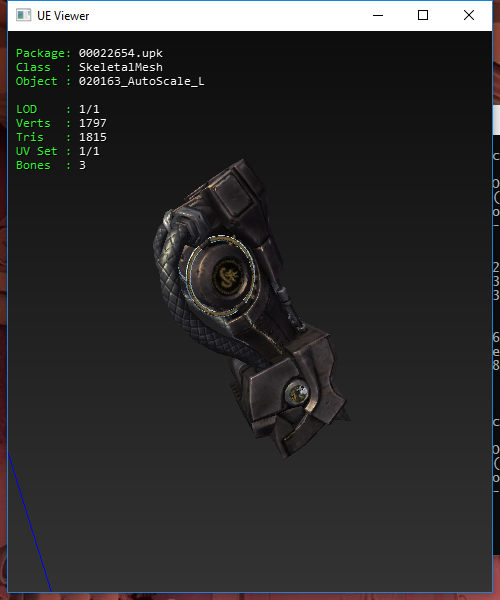 UE Viewer
Package: 00022654.upk
Class  : SkeletalMesh
Object : 020163_AutoScale_L
LOD    : 1/1
Verts  : 1797
Tris   : 1815
UV Set : 1/1
Bones  : 3